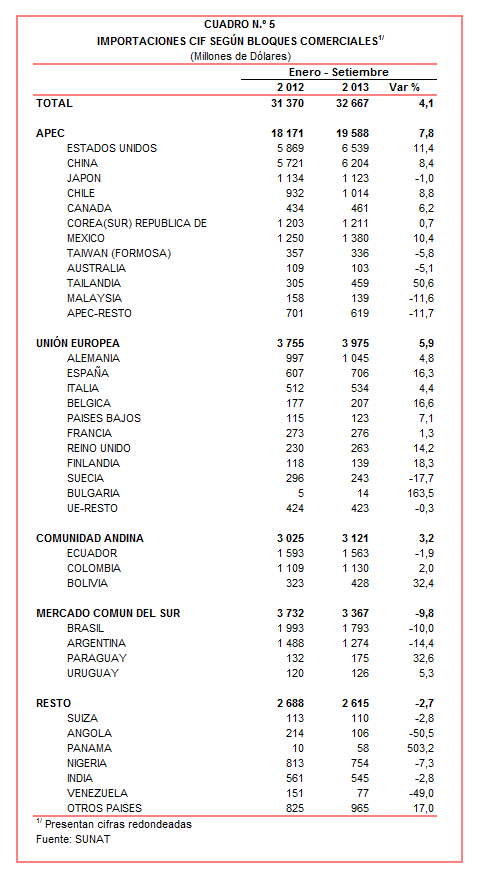 CUADRO N.º 5
IMPORTACIONES CIF SEGÚN BLOQUES COMERCIALES1/
(Millones de Dólares)
Enero - Setiembre
2 012 2 013 Var %
TOTAL 31 370 32 667 4,1
APEC 18 171 19 588 7,8
ESTADOS UNIDOS 5 869 6 539 11,4
CHINA 5 721 6 204 8,4
JAPON 1 134 1 123 -1,0
CHILE 932 1 014 8,8
CANADA 434 461 6,2
COREA(SUR) REPUBLICA DE 1 203 1 211 0,7
MEXICO 1 250 1 380 10,4
TAIWAN (FORMOSA) 357 336 -5,8
AUSTRALIA 109 103 -5,1
TAILANDIA 305 459 50,6
MALAYSIA 158 139 -11,6
APEC-RESTO 701 619 -11,7
UNIÓN EUROPEA 3 755 3 975 5,9
ALEMANIA 997 1 045 4,8
ESPAÑA 607 706 16,3
ITALIA 512 534 4,4
BELGICA 177 207 16,6
PAISES BAJOS 115 123 7,1
FRANCIA 273 276 1,3
REINO UNIDO 230 263 14,2
FINLANDIA 118 139 18,3
SUECIA 296 243 -17,7
BULGARIA 5 14 163,5
UE-RESTO 424 423 -0,3
COMUNIDAD ANDINA 3 025 3 121 3,2
ECUADOR 1 593 1 563 -1,9
COLOMBIA 1 109 1 130 2,0
BOLIVIA 323 428 32,4
MERCADO COMUN DEL SUR 3 732 3 367 -9,8
BRASIL 1 993 1 793 -10,0
ARGENTINA 1 488 1 274 -14,4
PARAGUAY 132 175 32,6
URUGUAY 120 126 5,3
RESTO 2 688 2 615 -2,7
SUIZA 113 110 -2,8
ANGOLA 214 106 -50,5
PANAMA 10 58 503,2
NIGERIA 813 754 -7,3
INDIA 561 545 -2,8
VENEZUELA 151 77 -49,0
OTROS PAISES 825 965 17,0
1/ Presentan cifras redondeadas
Fuente: SUNAT